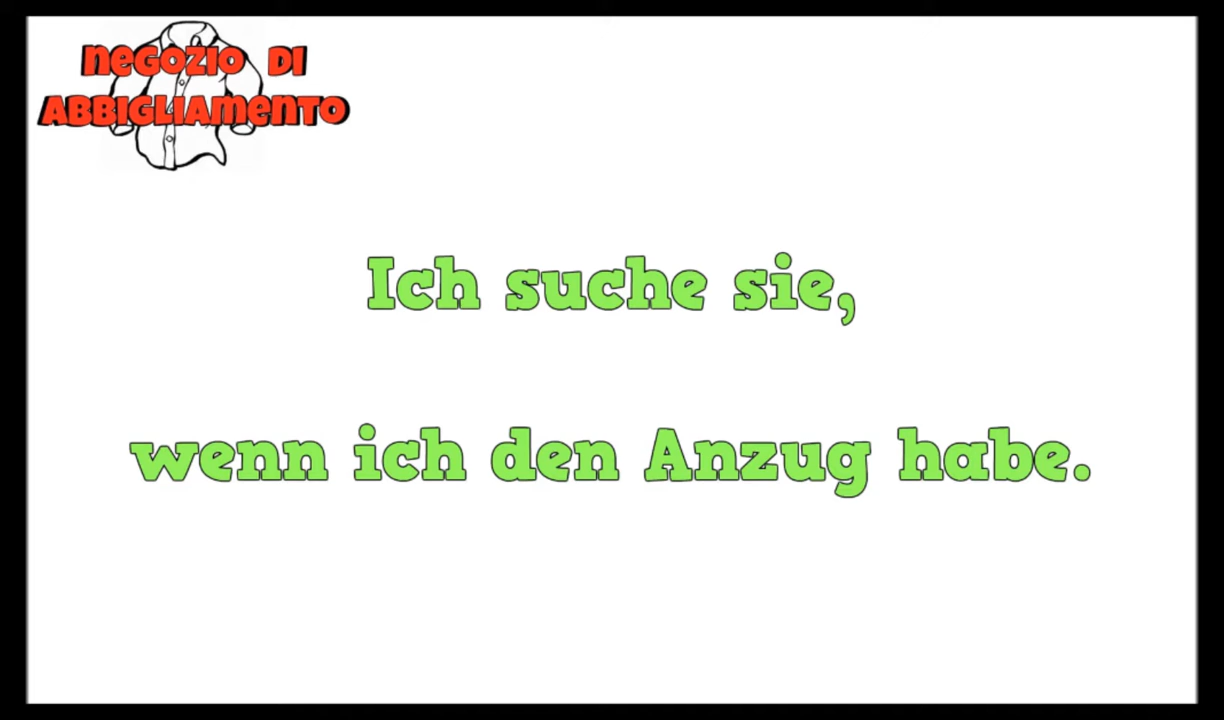 negozio di
abbigliamento
Ich suche sie,
wenn ich den Anzug habe.